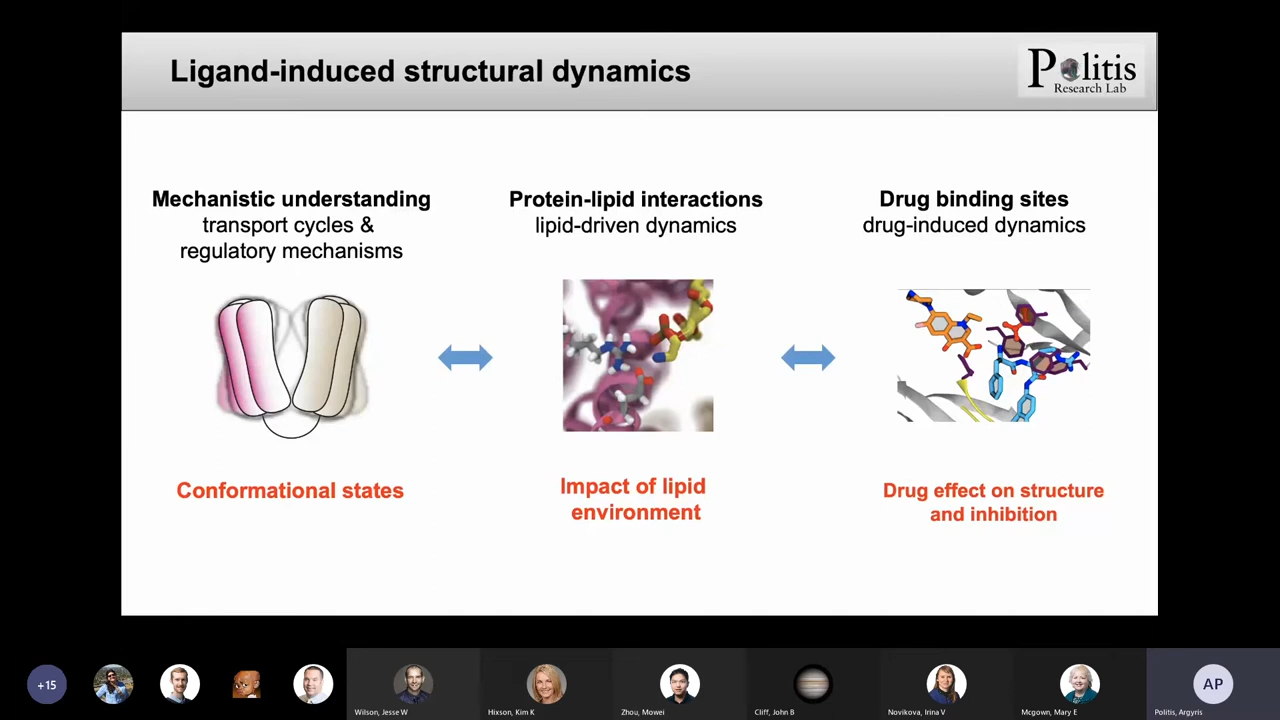 Ligand-induced structural dynamics
Politis
Research Lab
Mechanistic understanding
transport cycles &
regulatory mechanisms
Protein-lipid interactions
lipid-driven dynamics
Drug binding sites
drug-induced dynamics
Conformational states
Impact of lipid
environment
Drug effect on structure
and inhibition
+15
AP
Wilson, Jesse W
Hixson, Kim K
Zhou, Mowei
Cliff, John B
Novikova, Irina V
Mcgown, Mary E
Politis, Argyris